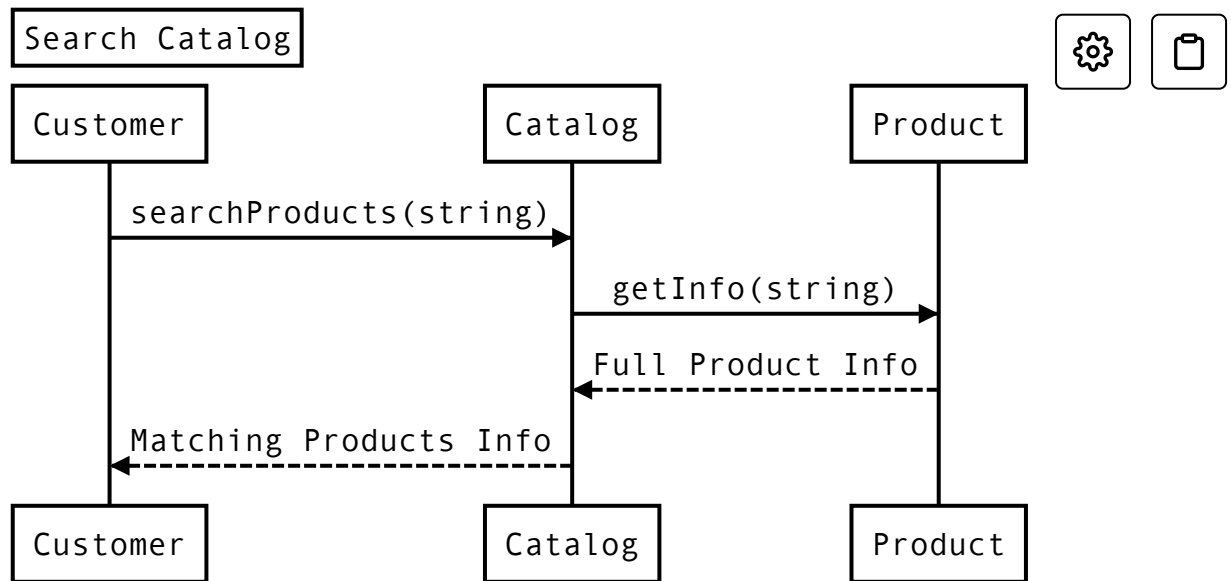 Search Catalog
Customer
Catalog
Product
searchProducts(string)
getInfo(string)
Full Product Info
Matching Products Info
Customer
Catalog
Product